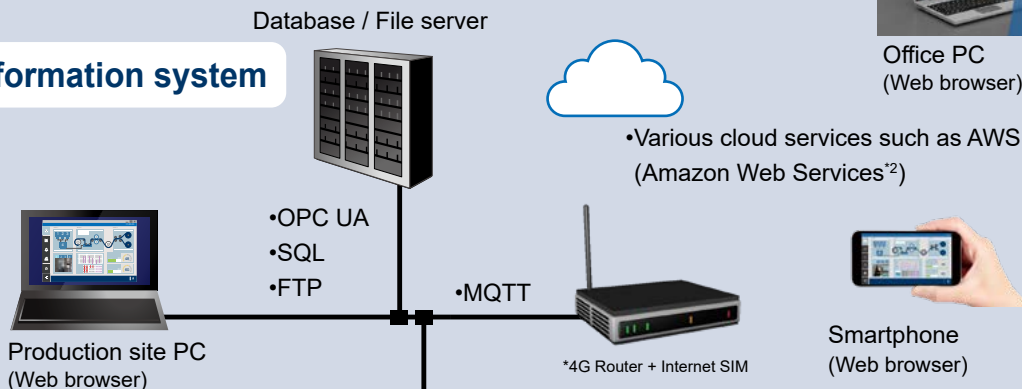 Database / File server
formation system
Office PC
(Web browser)
•Various cloud services such as AWS
(Amazon Web Services*2)
•OPC UA
•SQL
•FTP
•MQTT
Production site PC
(Web browser)
*4G Router + Internet SIM
Smartphone
(Web browser)